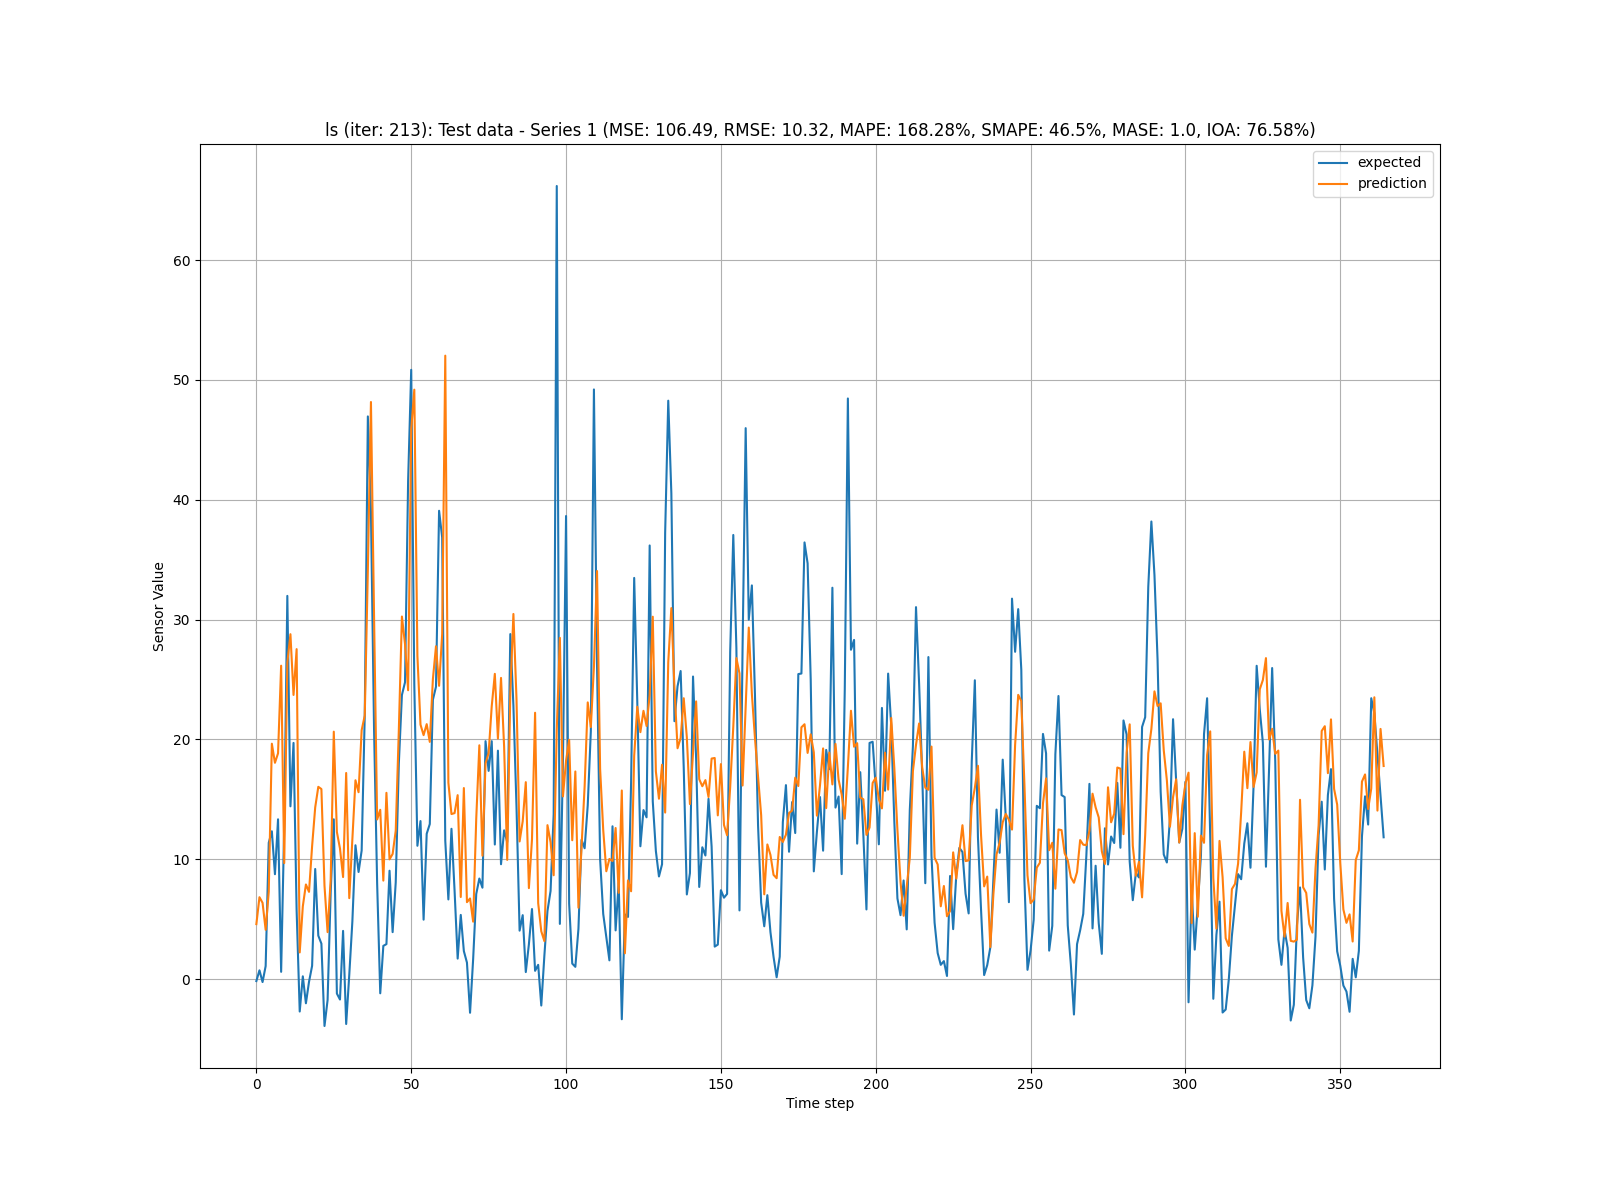 ls (iter: 213): Test data - Series 1 (MSE: 106.49, RMSE: 10.32, MAPE: 168.28%, SMAPE: 46.5%, MASE: 1.0, IOA: 76.58%)
expected
prediction
60
50
40
30
20
10
0
Sensor Value
0 50 100 150 200 250 300 350
Time step